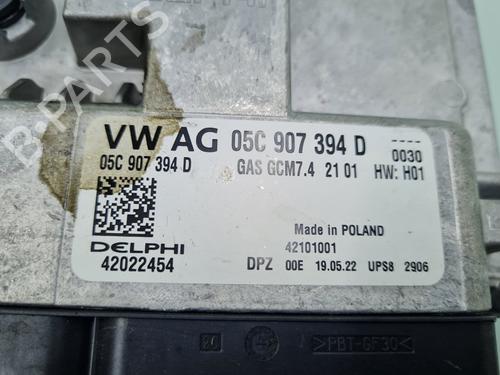 VW AG 05C 907 394 D
----
0030
05C 907 394 D GAS GCM7.4 21 01 HW: H01
Made in POLAND
DELPHI 42101001
42022454 DPZ 00E 19.05.22 UPS8 2906
>PBT-GF30<
B-PARTS